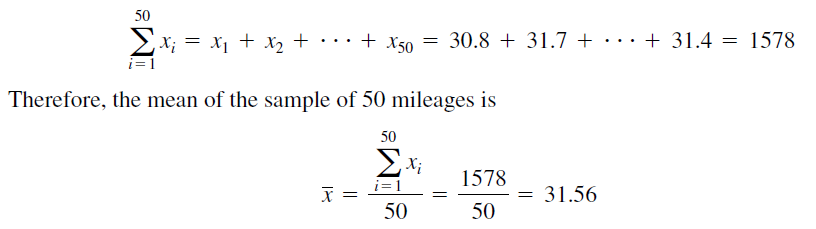 50
∑ xᵢ = x₁ + x₂ + · · · + x₅₀ = 30.8 + 31.7 + · · · + 31.4 = 1578
i=1
Therefore, the mean of the sample of 50 mileages is
50
∑ xᵢ
i=1
x̄ = ——— = 1578/50 = 31.56
50